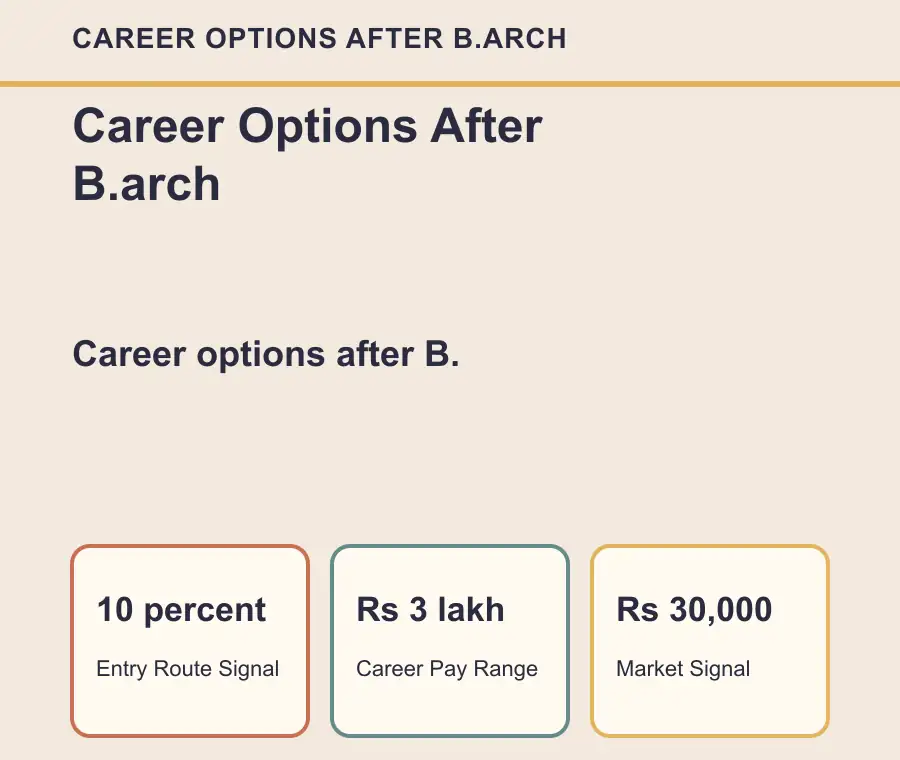 CAREER OPTIONS AFTER B.ARCH
Career Options After
B.arch
Career options after B.
10 percent
Entry Route Signal
Rs 3 lakh
Career Pay Range
Rs 30,000
Market Signal